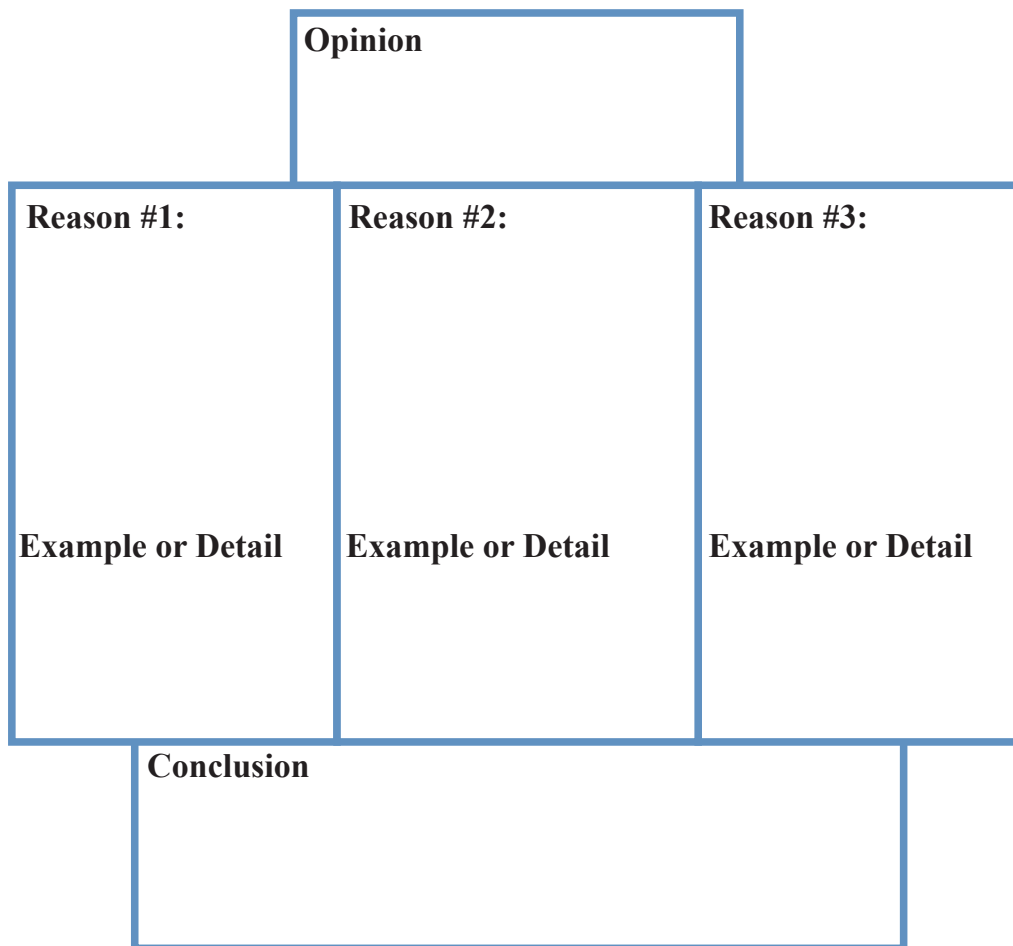 Opinion
Reason #1:
Reason #2:
Reason #3:
Example or Detail
Example or Detail
Example or Detail
Conclusion